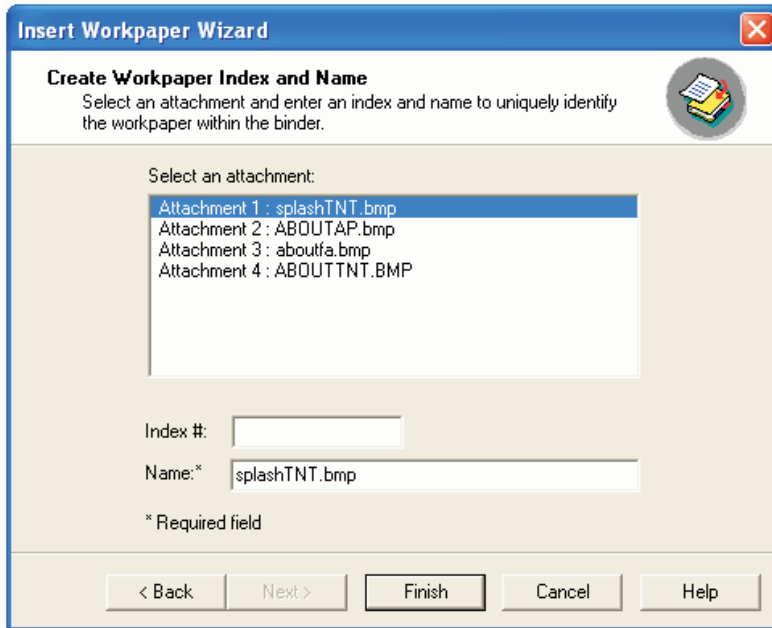 Insert Workpaper Wizard
Create Workpaper Index and Name
Select an attachment and enter an index and name to uniquely identify
the workpaper within the binder.
Select an attachment:
Attachment 1 : splashTNT.bmp
Attachment 2 : ABOUTAP.bmp
Attachment 3 : aboutfa.bmp
Attachment 4 : ABOUTTNT.BMP
Index #:
Name:* splashTNT.bmp
* Required field
< Back Next > Finish Cancel Help